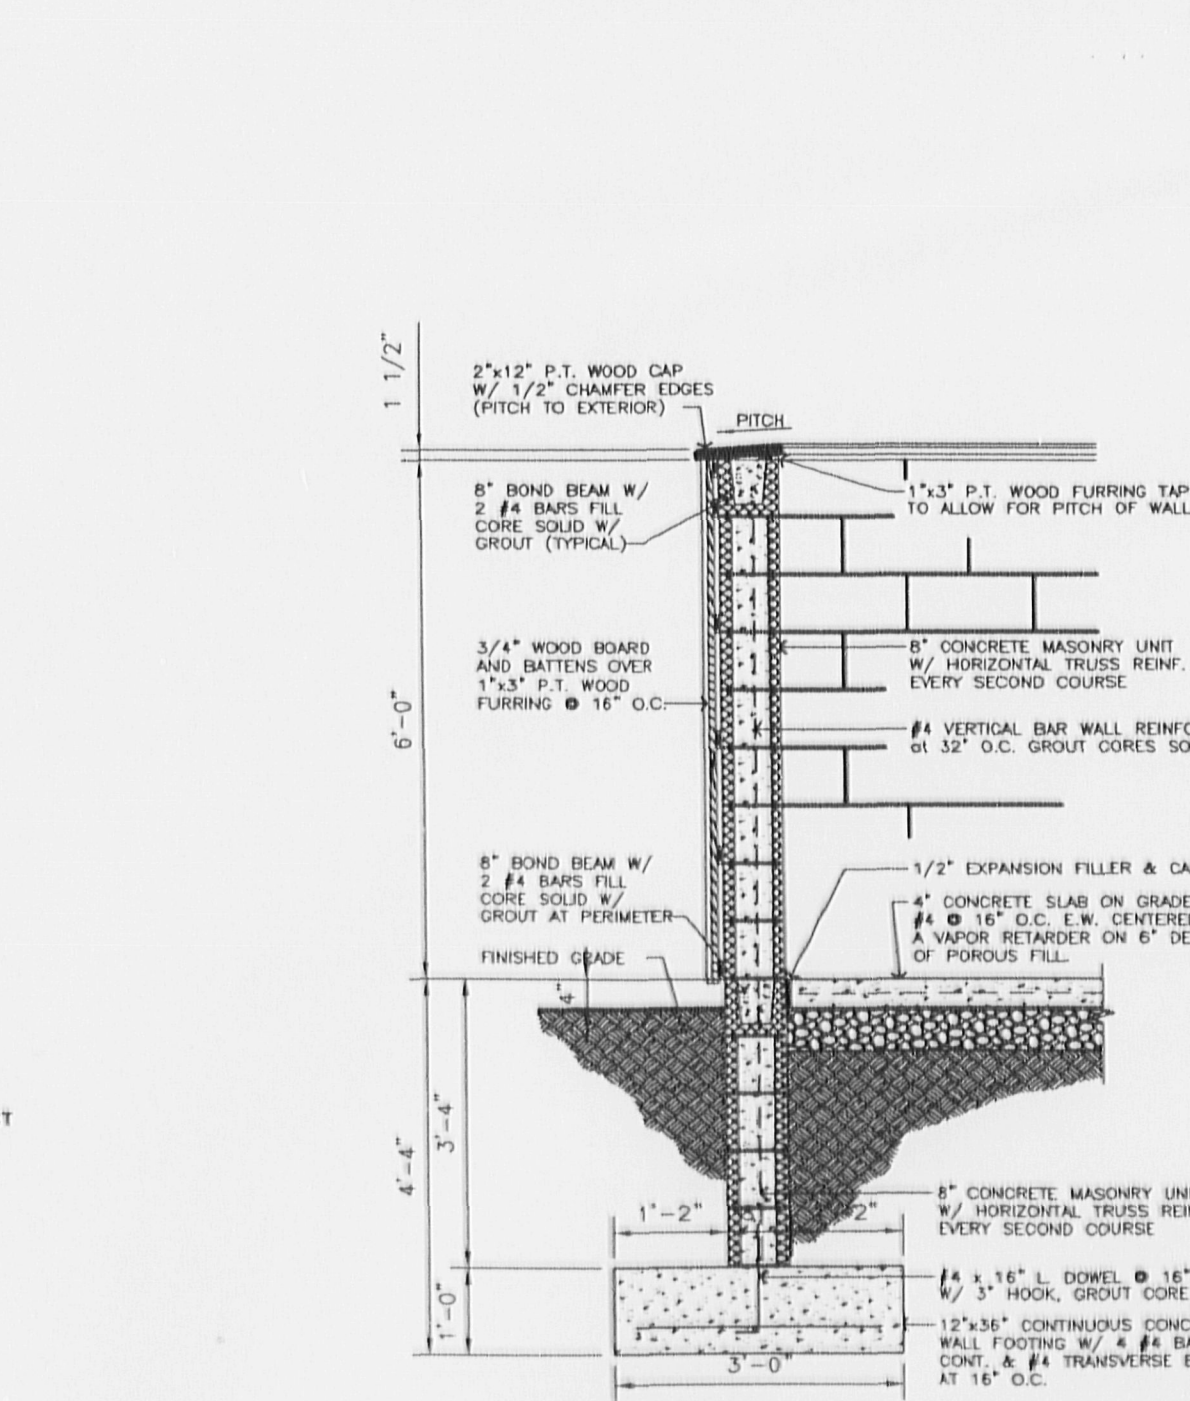 1 1/2"
2"x12" P.T. WOOD CAP
W/ 1/2" CHAMFER EDGES
(PITCH TO EXTERIOR)
PITCH
8" BOND BEAM W/
2 #4 BARS FILL
CORE SOLID W/
GROUT (TYPICAL)
1"x3" P.T. WOOD FURRING TAP
TO ALLOW FOR PITCH OF WALL
3/4" WOOD BOARD
AND BATTENS OVER
1"x3" P.T. WOOD
FURRING @ 16" O.C.
8" CONCRETE MASONRY UNIT
W/ HORIZONTAL TRUSS REINF.
EVERY SECOND COURSE
6'-0"
#4 VERTICAL BAR WALL REINFO
at 32" O.C. GROUT CORES SO
8" BOND BEAM W/
2 #4 BARS FILL
CORE SOLID W/
GROUT AT PERIMETER
1/2" EXPANSION FILLER & CA
4" CONCRETE SLAB ON GRADE
#4 @ 16" O.C. E.W. CENTERE
A VAPOR RETARDER ON 6" DE
OF POROUS FILL
FINISHED GRADE
4"
T
3'-4"
4'-4"
8" CONCRETE MASONRY UNI
W/ HORIZONTAL TRUSS REI
EVERY SECOND COURSE
1'-2"
2"
#4 x 16" L DOWEL @ 16"
W/ 3" HOOK, GROUT CORE
1'-0"
12"x36" CONTINUOUS CONC
WALL FOOTING W/ 4 #4 BA
CONT. & #4 TRANSVERSE
AT 16" O.C.
3'-0"